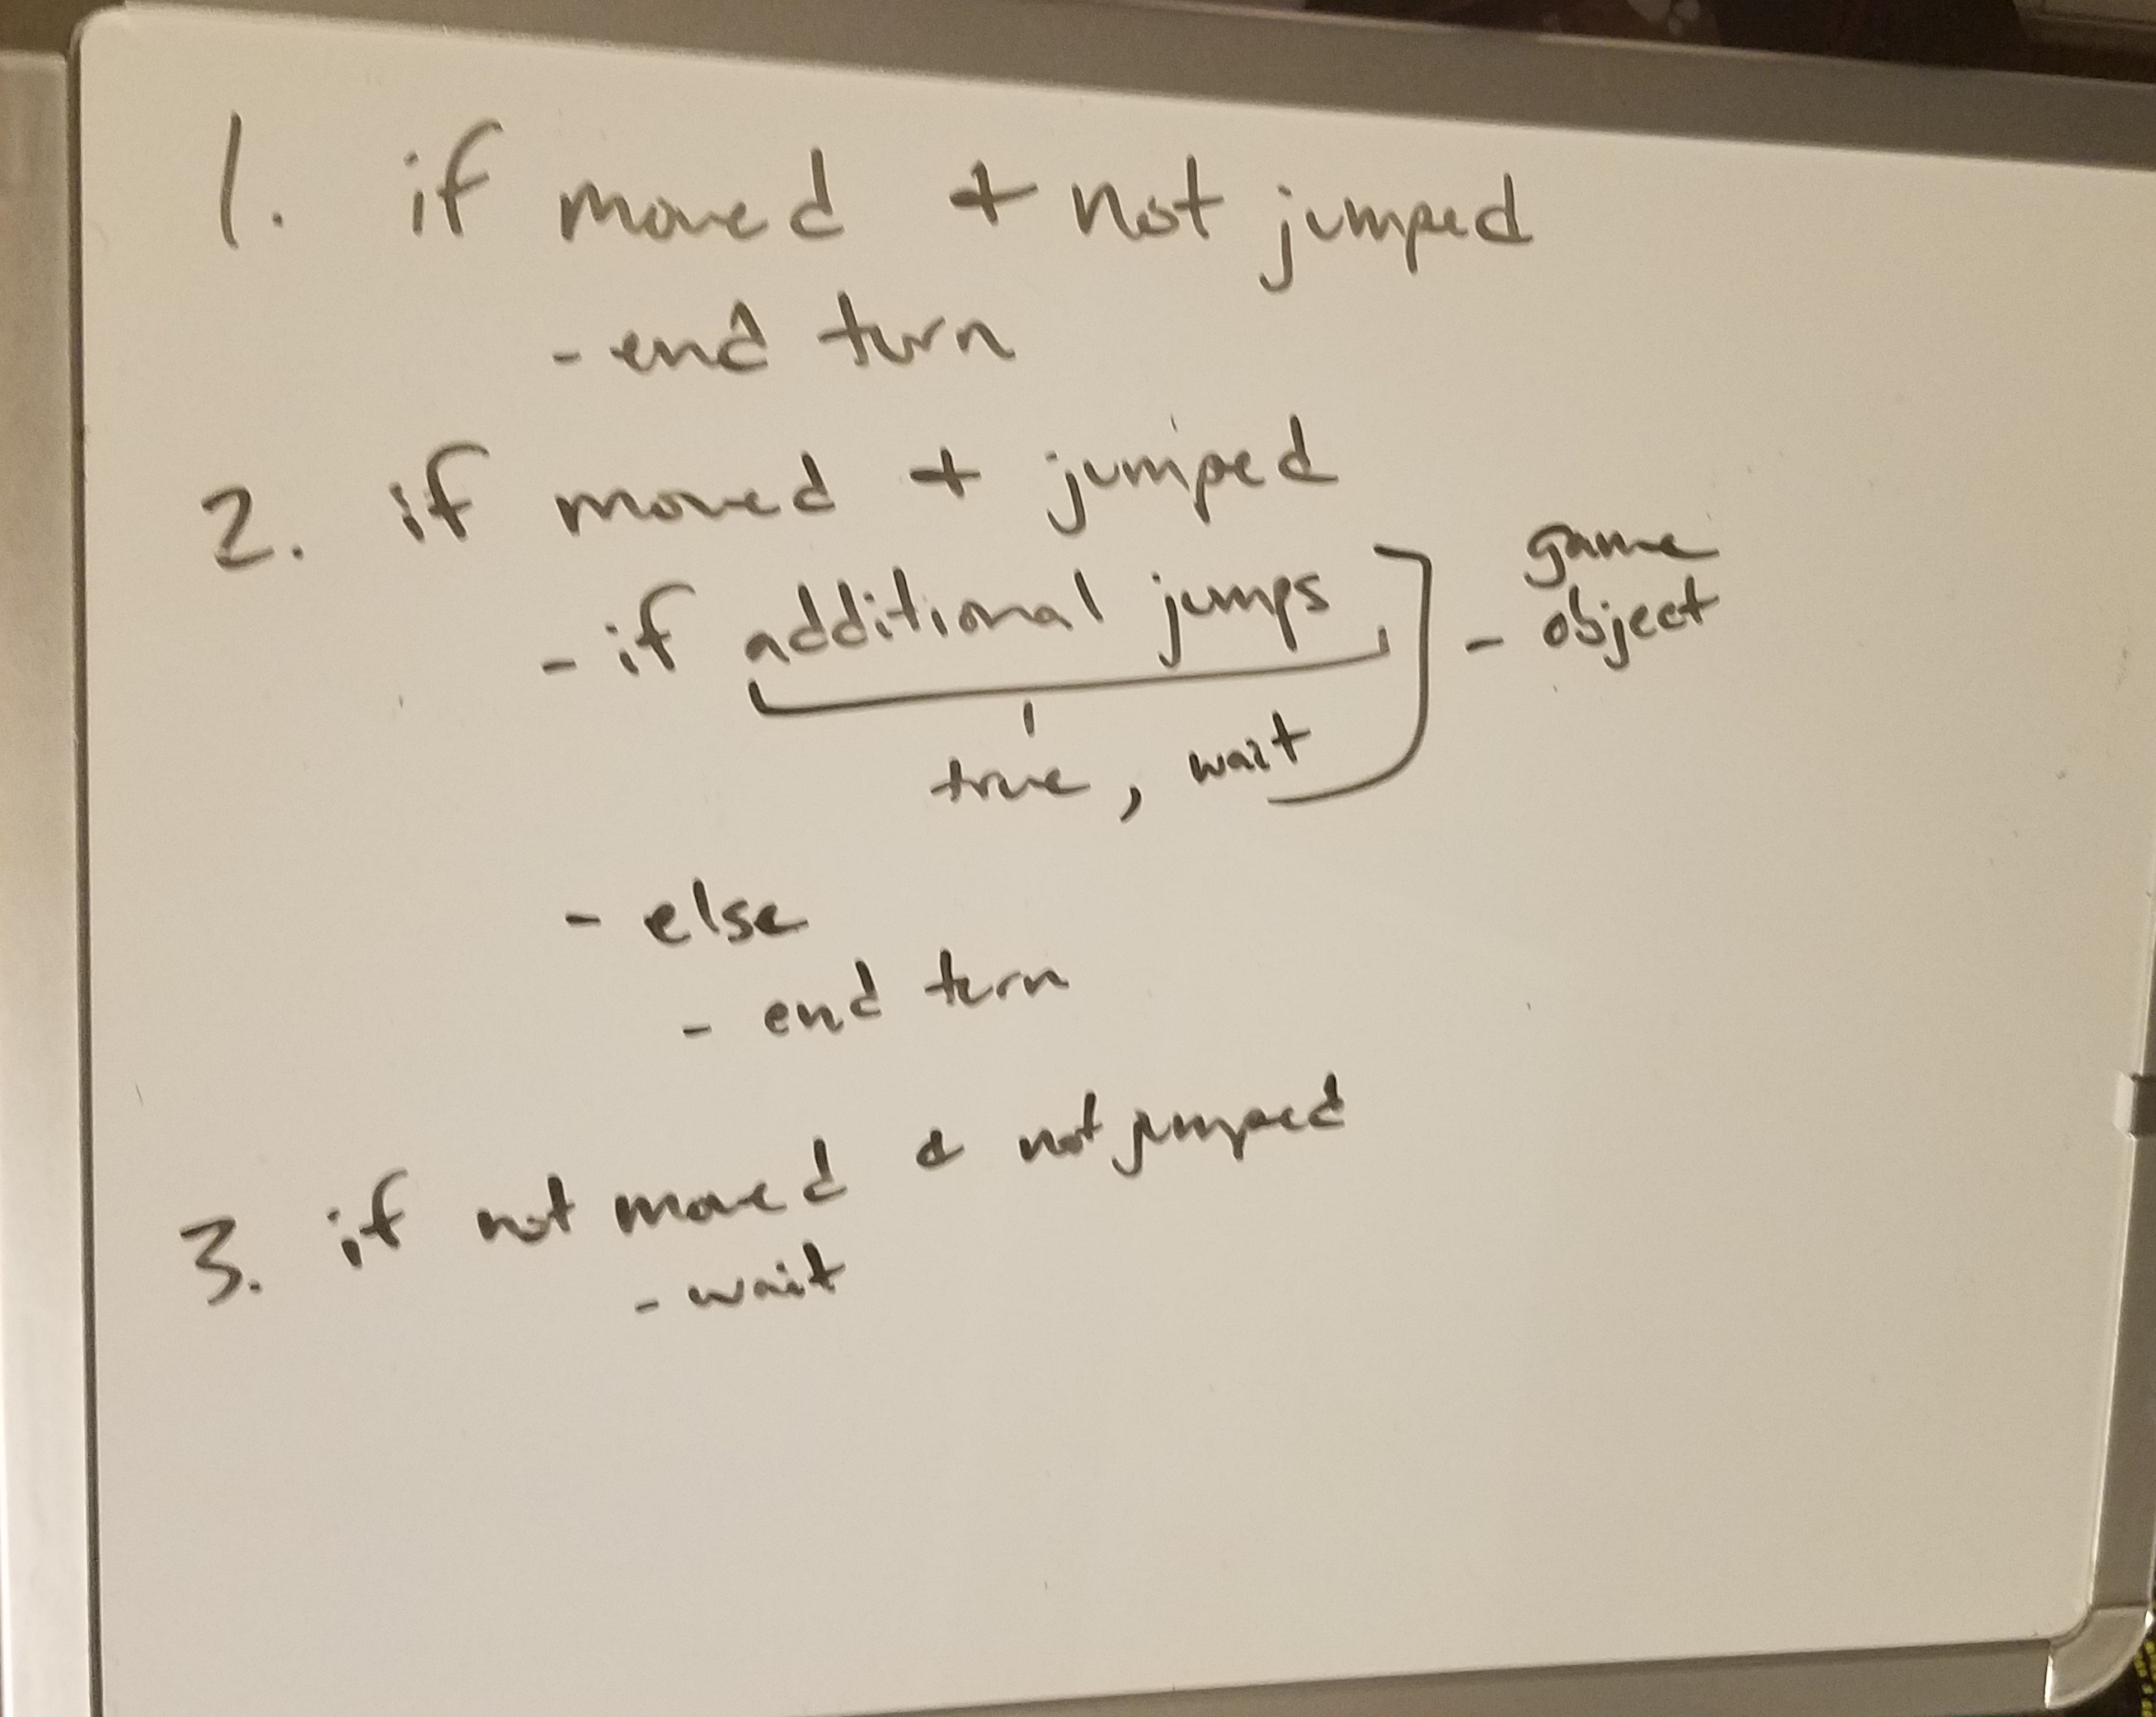 1. if moved + not jumped
- end turn
2. if moved + jumped
- if additional jumps
true, wait
- game
object
- else
- end turn
3. if not moved & not jumped
- wait